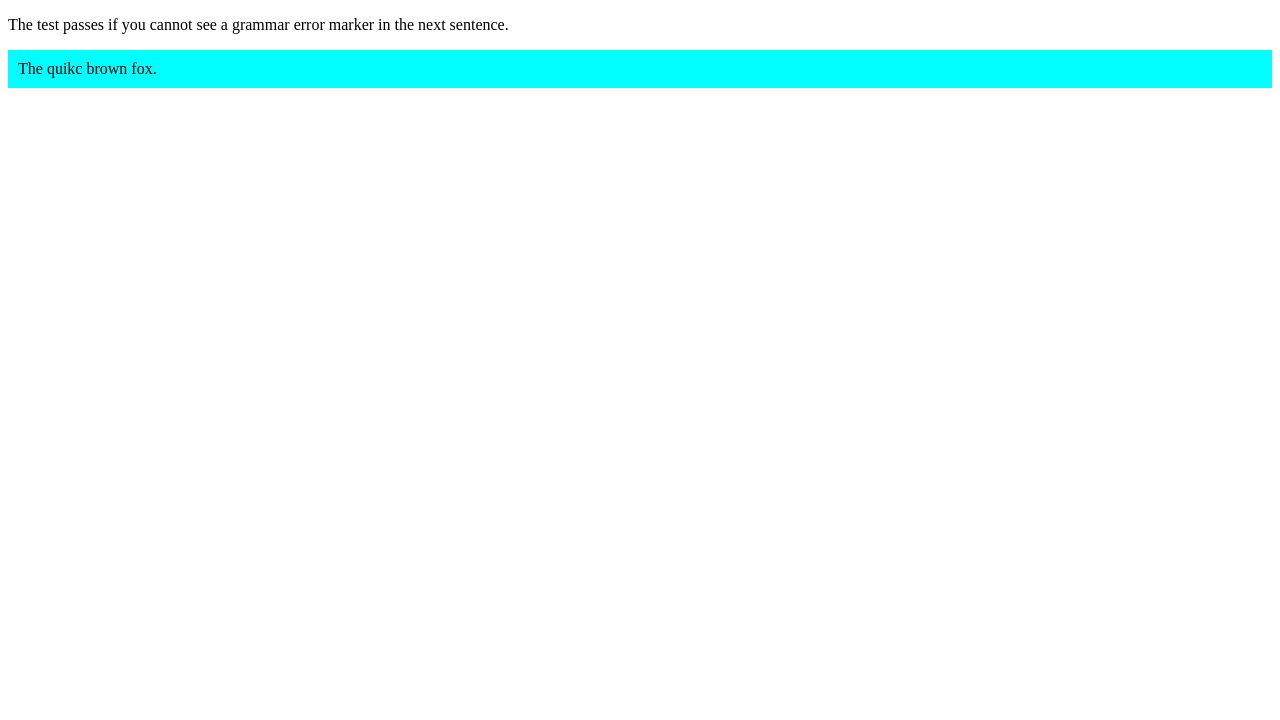 The test passes if you cannot see a grammar error marker in the next sentence.
The quikc brown fox.